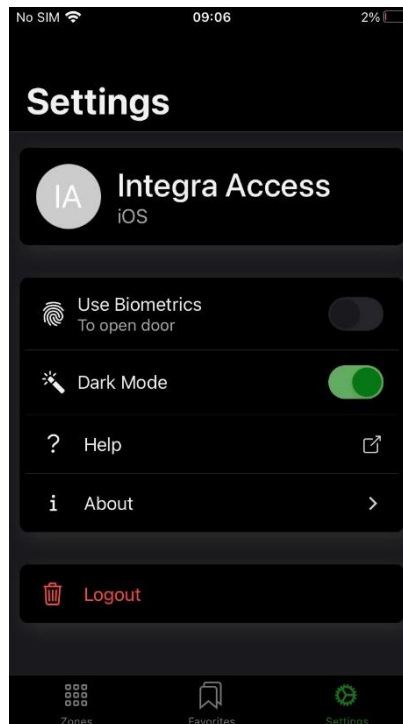 No SIM 09:06 2%
Settings
IA Integra Access
iOS
Use Biometrics
To open door
Dark Mode
? Help
i About
Logout
Zones Favorites Settings